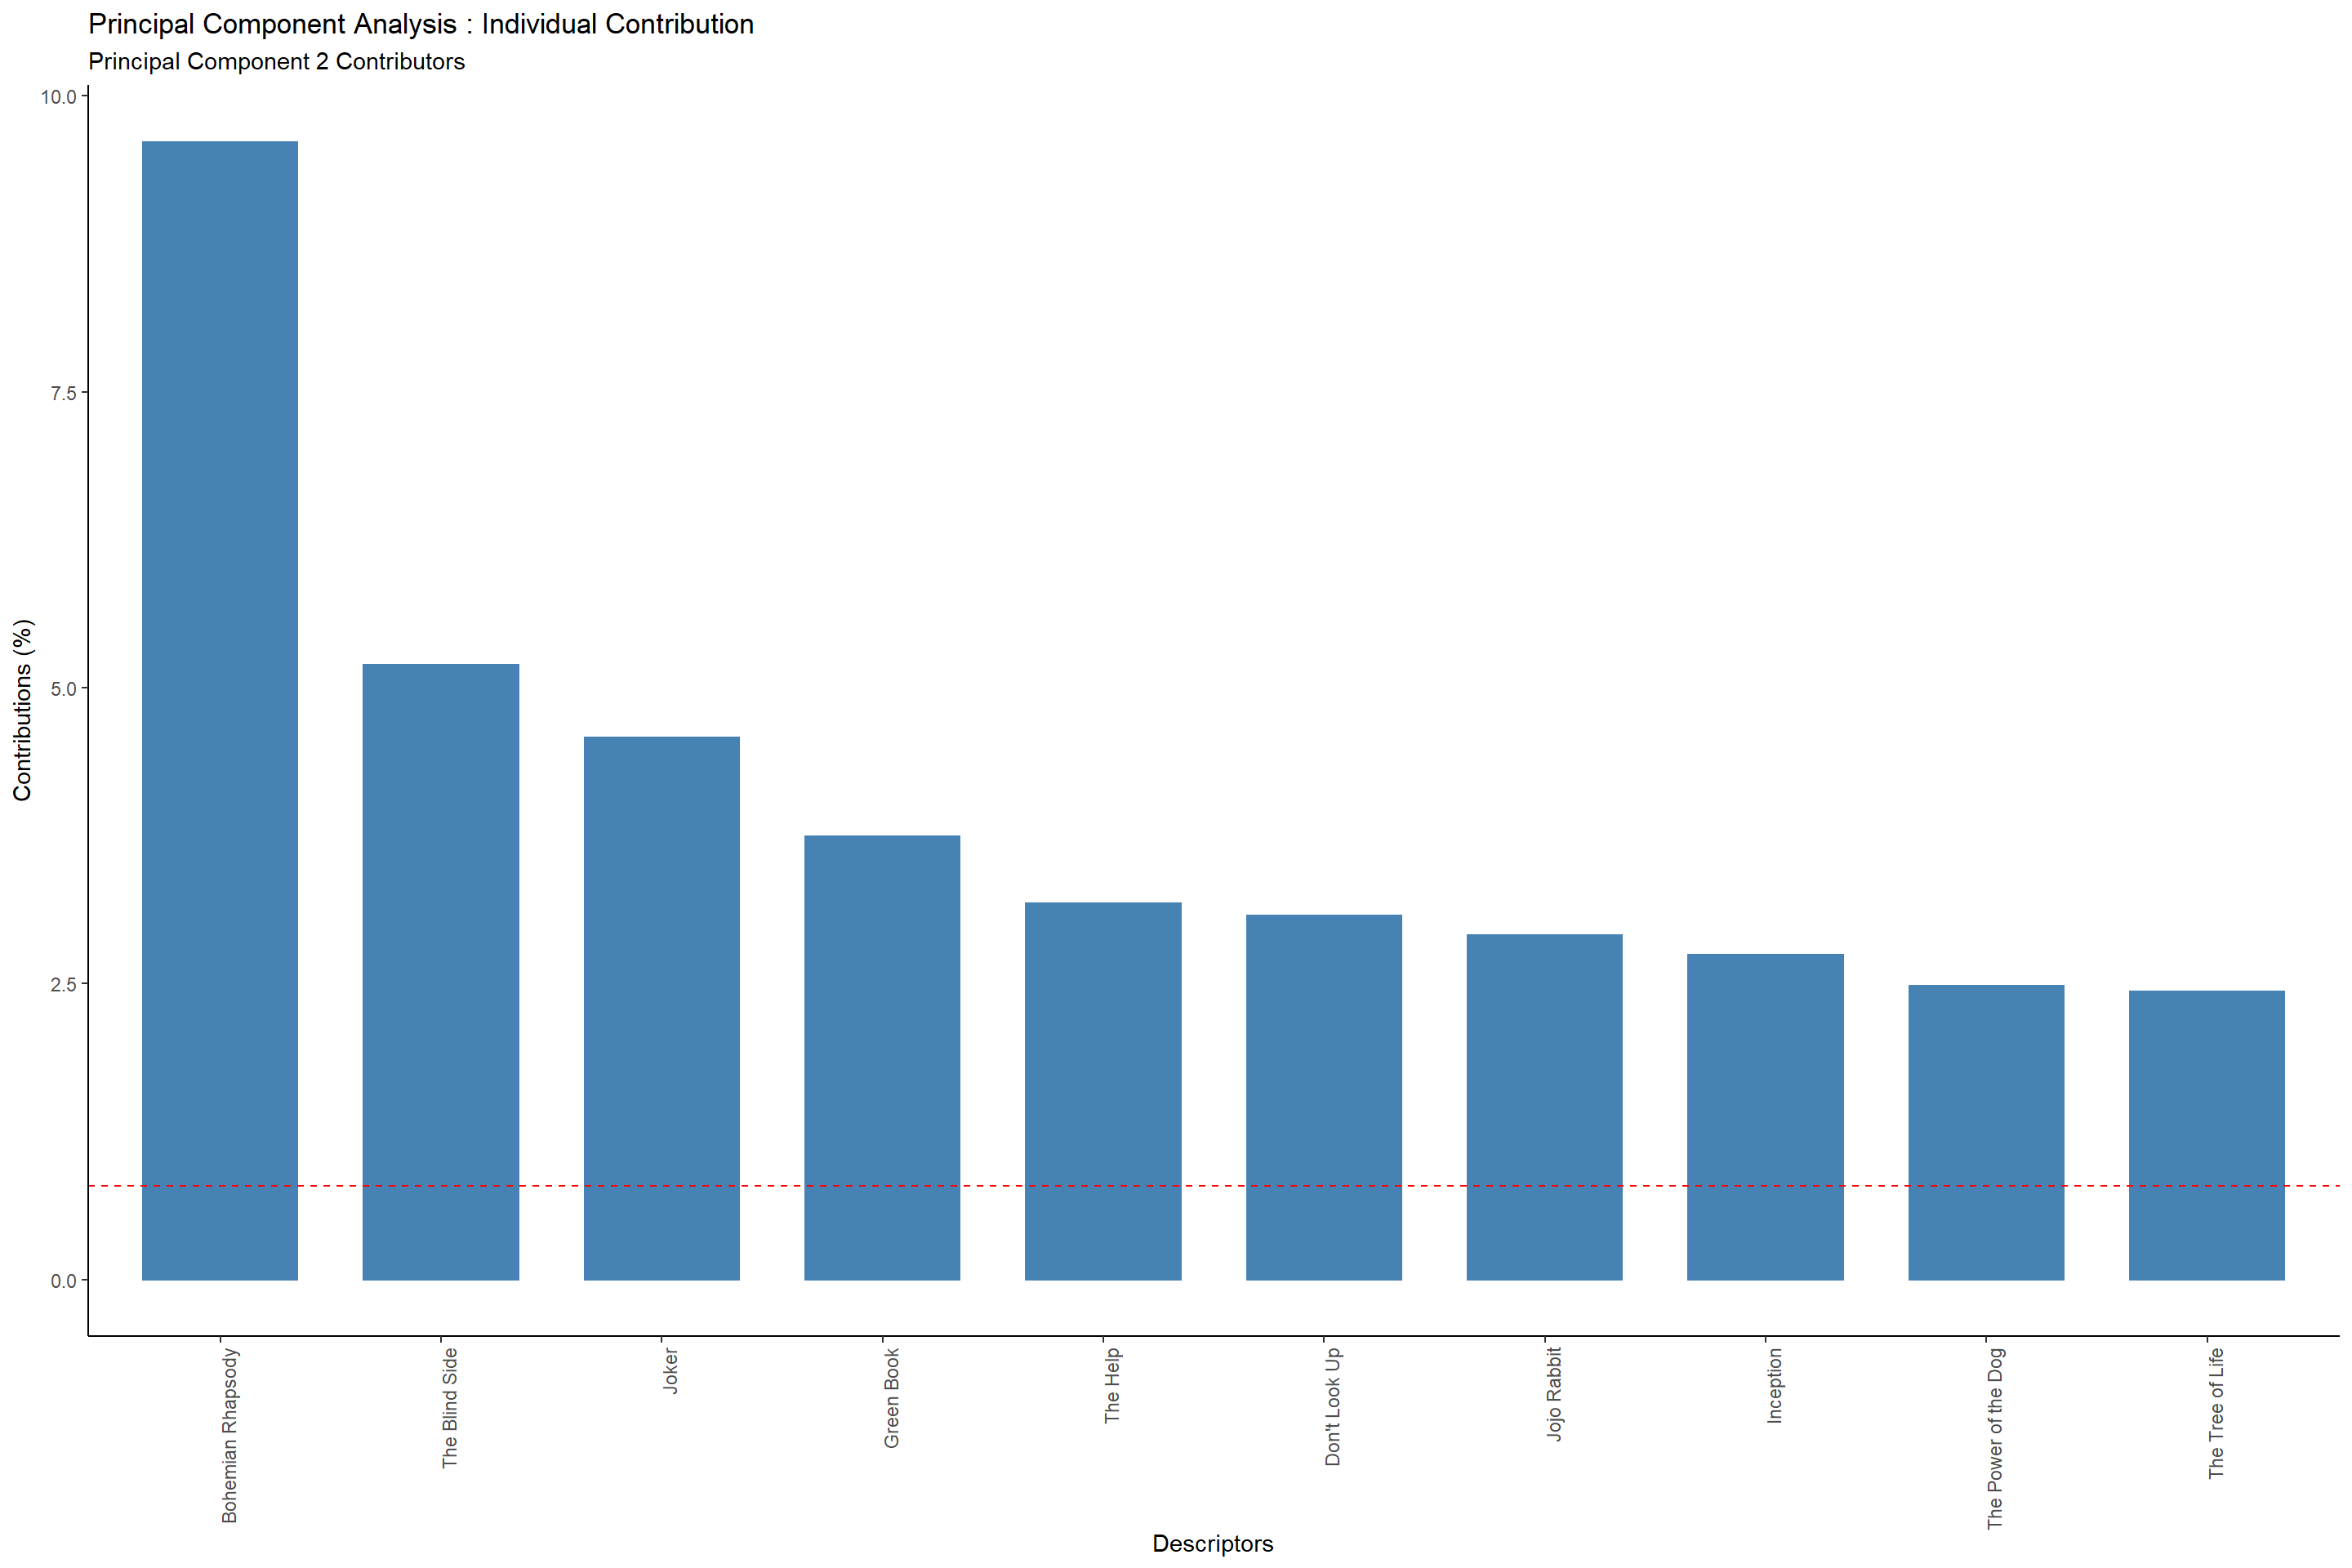 Principal Component Analysis : Individual Contribution
Principal Component 2 Contributors
Contributions (%)
10.0
7.5
5.0
2.5
0.0
Bohemian Rhapsody
The Blind Side
Joker
Green Book
The Help
Don't Look Up
Jojo Rabbit
Inception
The Power of the Dog
The Tree of Life
Descriptors